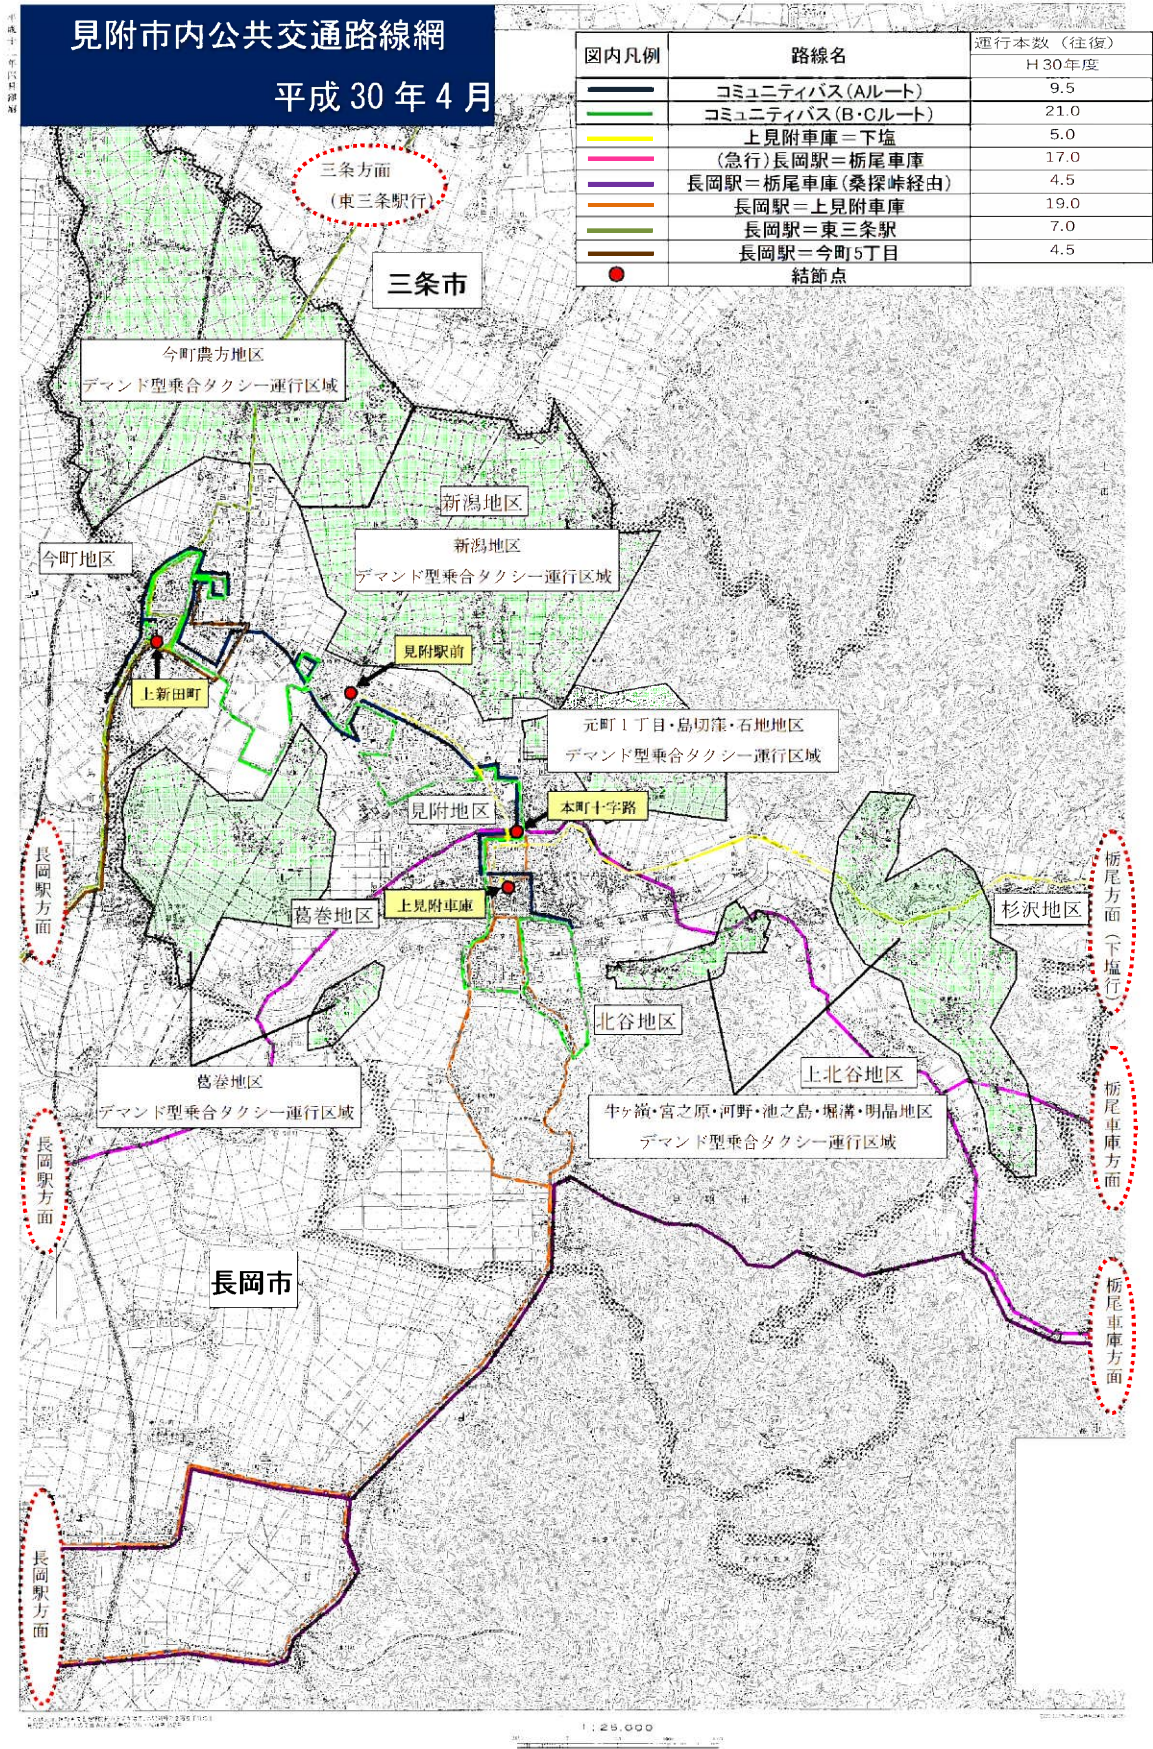 見附市内公共交通路線網
平成30年4月
図内凡例 路線名 運行本数（往復）
H30年度
コミュニティバス(Aルート) 9.5
コミュニティバス(B･Cルート) 21.0
上見附車庫＝下塩 5.0
(急行)長岡駅＝栃尾車庫 17.0
長岡駅＝栃尾車庫(桑探峠経由) 4.5
長岡駅＝上見附車庫 19.0
長岡駅＝東三条駅 7.0
長岡駅＝今町5丁目 4.5
結節点
三条方面
（東三条駅行）
三条市
今町農方地区
デマンド型乗合タクシー運行区域
新潟地区
今町地区
新潟地区
デマンド型乗合タクシー運行区域
見附駅前
上新田町
元町1丁目・島切窪・石地地区
デマンド型乗合タクシー運行区域
見附地区
本町十字路
長岡駅方面
葛巻地区
上見附車庫
杉沢地区
栃尾方面（下塩行）
北谷地区
上北谷地区
葛巻地区
デマンド型乗合タクシー運行区域
牛ヶ嶺・宮之原・河野・池之島・堀溝・明晶地区
デマンド型乗合タクシー運行区域
栃尾車庫方面
長岡駅方面
長岡市
栃尾車庫方面
長岡駅方面
1:25,000